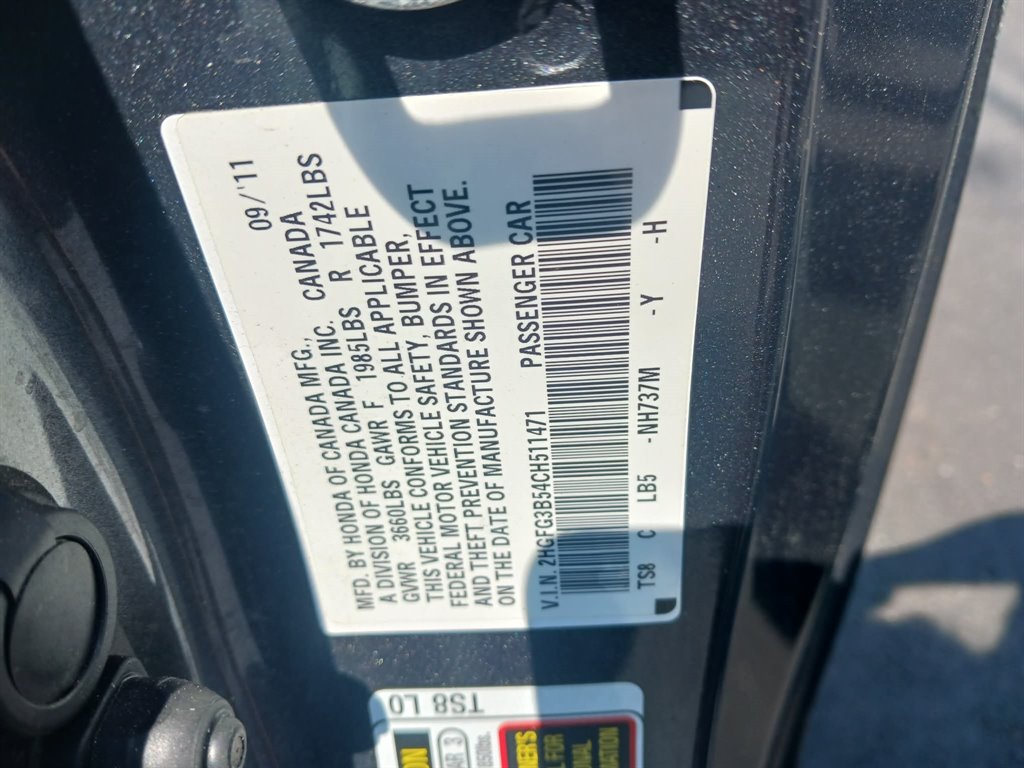 MFD. BY HONDA OF CANADA MFG., CANADA 09/'11
A DIVISION OF HONDA CANADA INC.
GVWR 3660LBS GAWR F 1985LBS R 1742LBS
THIS VEHICLE CONFORMS TO ALL APPLICABLE
FEDERAL MOTOR VEHICLE SAFETY, BUMPER,
AND THEFT PREVENTION STANDARDS IN EFFECT
ON THE DATE OF MANUFACTURE SHOWN ABOVE.
V.I.N. 2HGFG3B54CH511471 PASSENGER CAR
TS8 C LB5 -NH737M -Y -H
TS8 L0